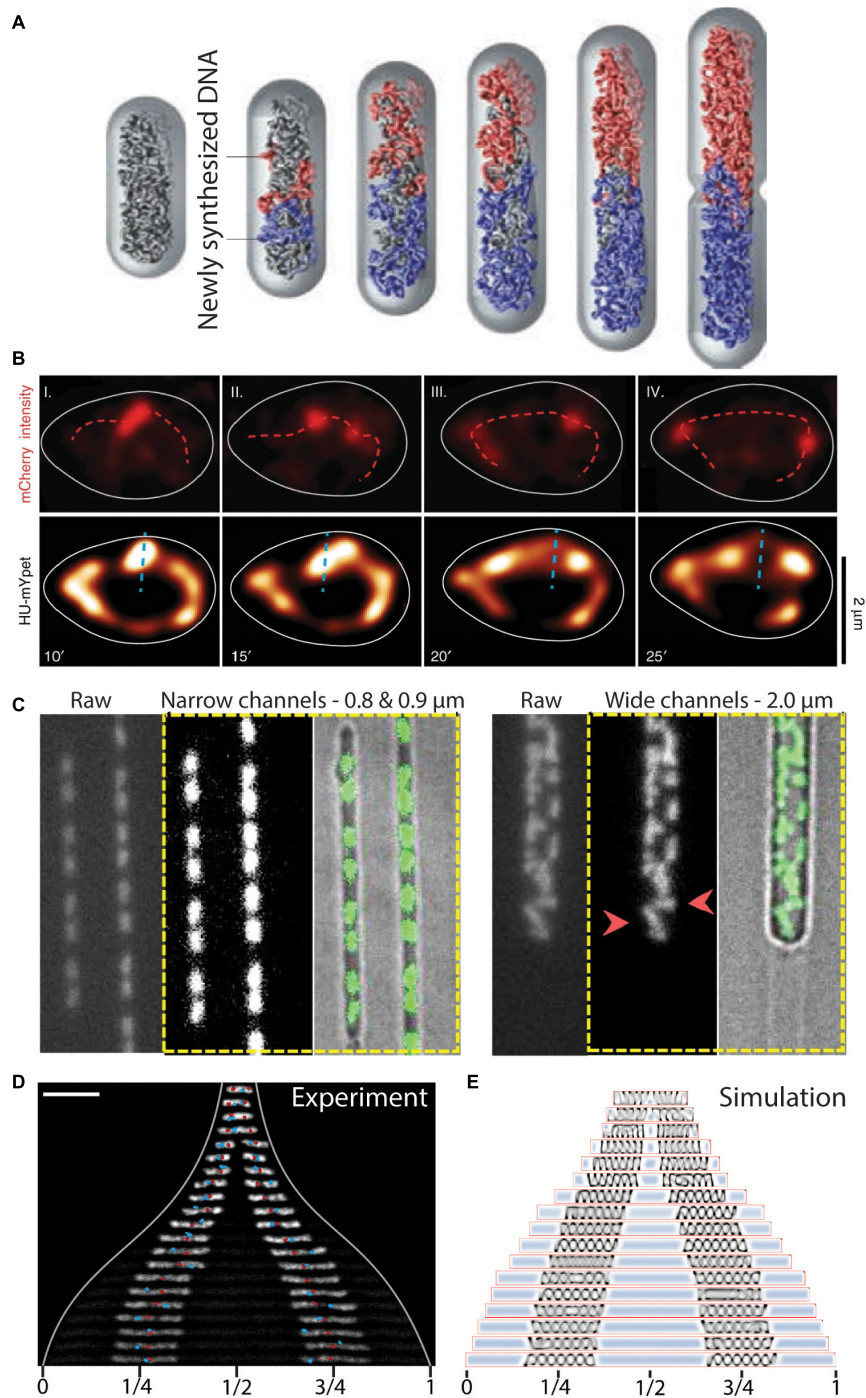 A
Newly synthesized DNA
B
mCherry intensity
I.
II.
III.
IV.
HU-mYpet
10′
15′
20′
25′
2 μm
C
Raw
Narrow channels - 0.8 & 0.9 μm
Raw
Wide channels - 2.0 μm
D
Experiment
0
1/4
1/2
3/4
1
E
Simulation
0
1/4
1/2
3/4
1